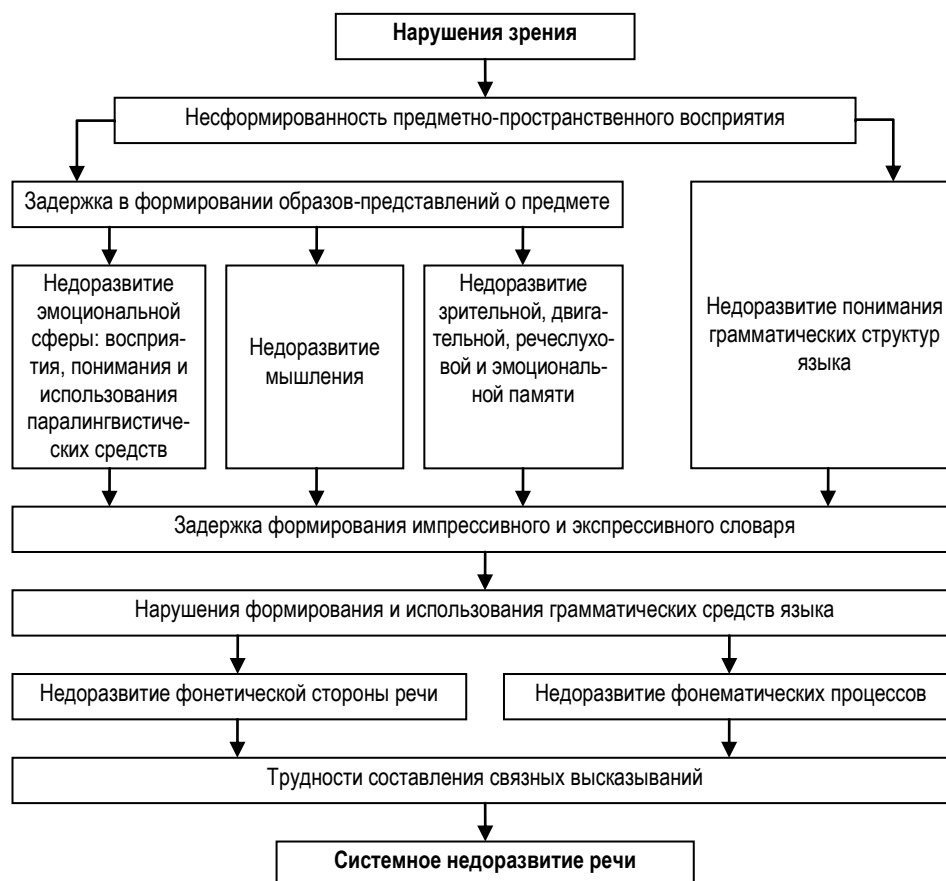 Нарушения зрения
Несформированность предметно-пространственного восприятия
Задержка в формировании образов-представлений о предмете
Недоразвитие
эмоциональной
сферы: восприя-
тия, понимания и
использования
паралингвистиче-
ских средств
Недоразвитие
мышления
Недоразвитие
зрительной, двига-
тельной, речеслухо-
вой и эмоциональ-
ной памяти
Недоразвитие понимания
грамматических структур
языка
Задержка формирования импрессивного и экспрессивного словаря
Нарушения формирования и использования грамматических средств языка
Недоразвитие фонетической стороны речи
Недоразвитие фонематических процессов
Трудности составления связных высказываний
Системное недоразвитие речи